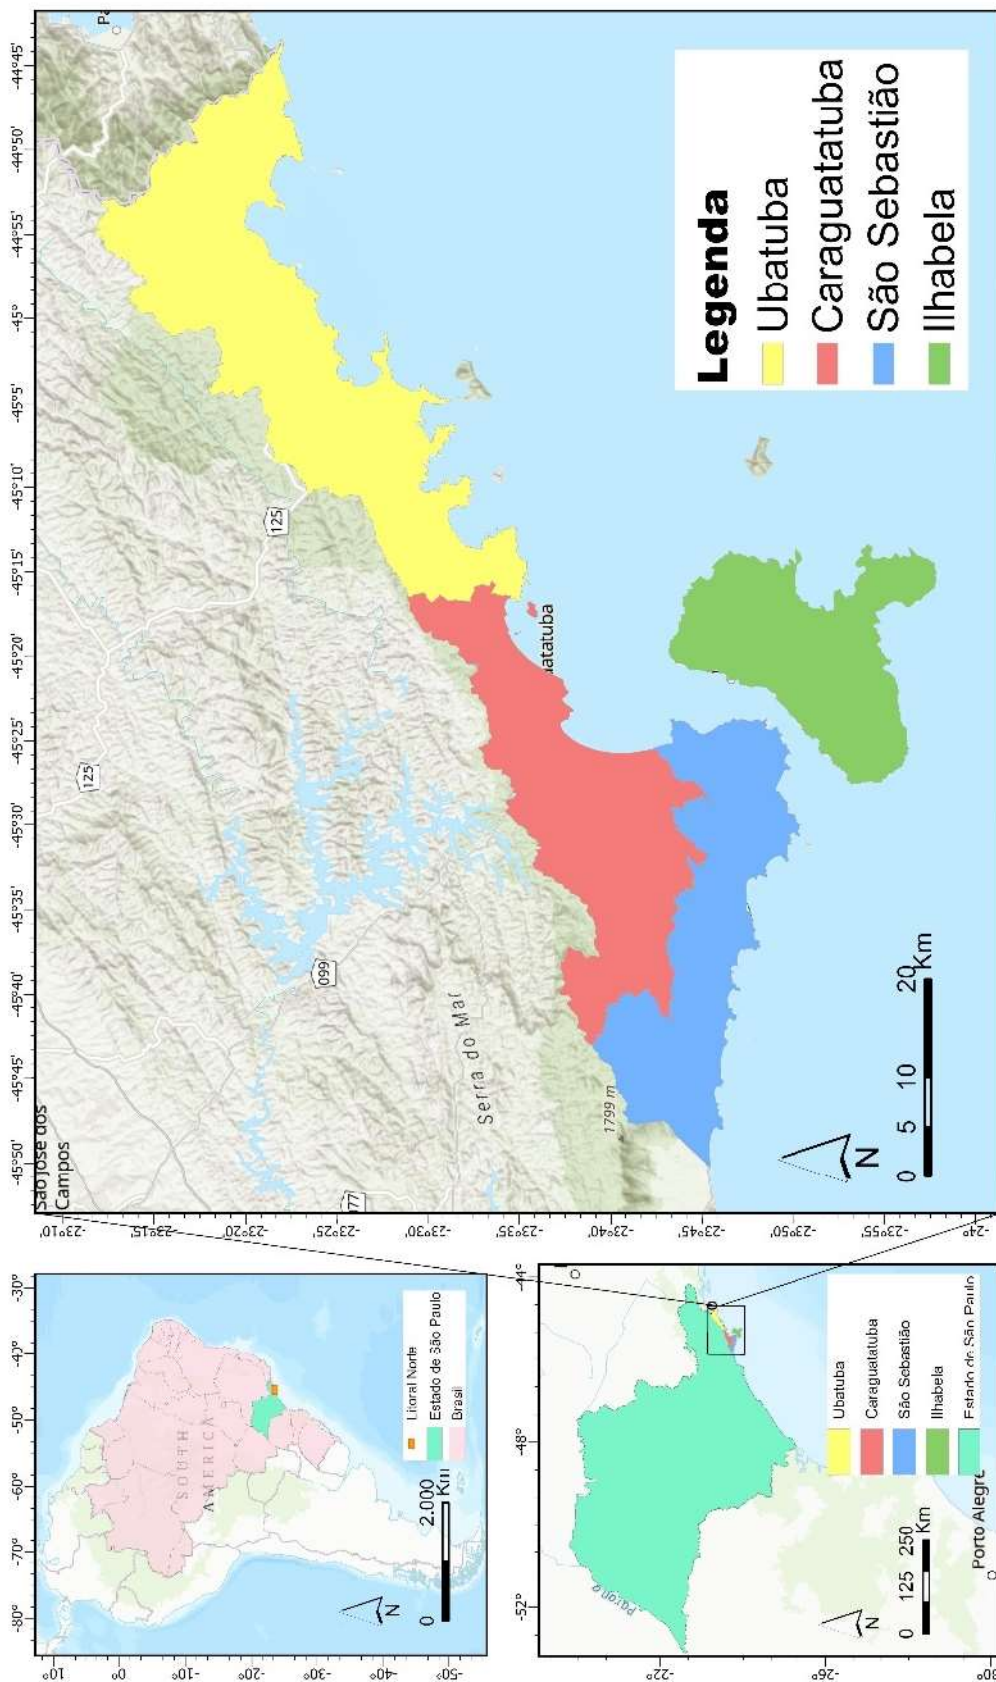 -80°
-70°
-60°
-50°
-40°
-30°
10°
0°
-10°
-20°
-30°
-40°
-50°
SOUTH
AMERICA
Litoral Norte
Estado de São Paulo
Brasil
N
0 2.000
Km
-52°
-48°
-44°
-22°
-26°
30°
Ubatuba
Caraguatatuba
São Sebastião
Ilhabela
Estado de São Paulo
N
0 125 250
Km
Porto Alegre
-45°50'
-45°45'
-45°40'
-45°35'
-45°30'
-45°25'
-45°20'
-45°15'
-45°10'
-45°5'
-45°
-44°55'
-44°50'
-44°45'
-23°10'
-23°15'
-23°20'
-23°25'
-23°30'
-23°35'
-23°40'
-23°45'
-23°50'
-23°55'
-24°
São José dos
Campos
Pa
125
125
099
77
Serra do Mar
1799 m
uatatuba
N
0 5 10 20
Km
Legenda
Ubatuba
Caraguatatuba
São Sebastião
Ilhabela